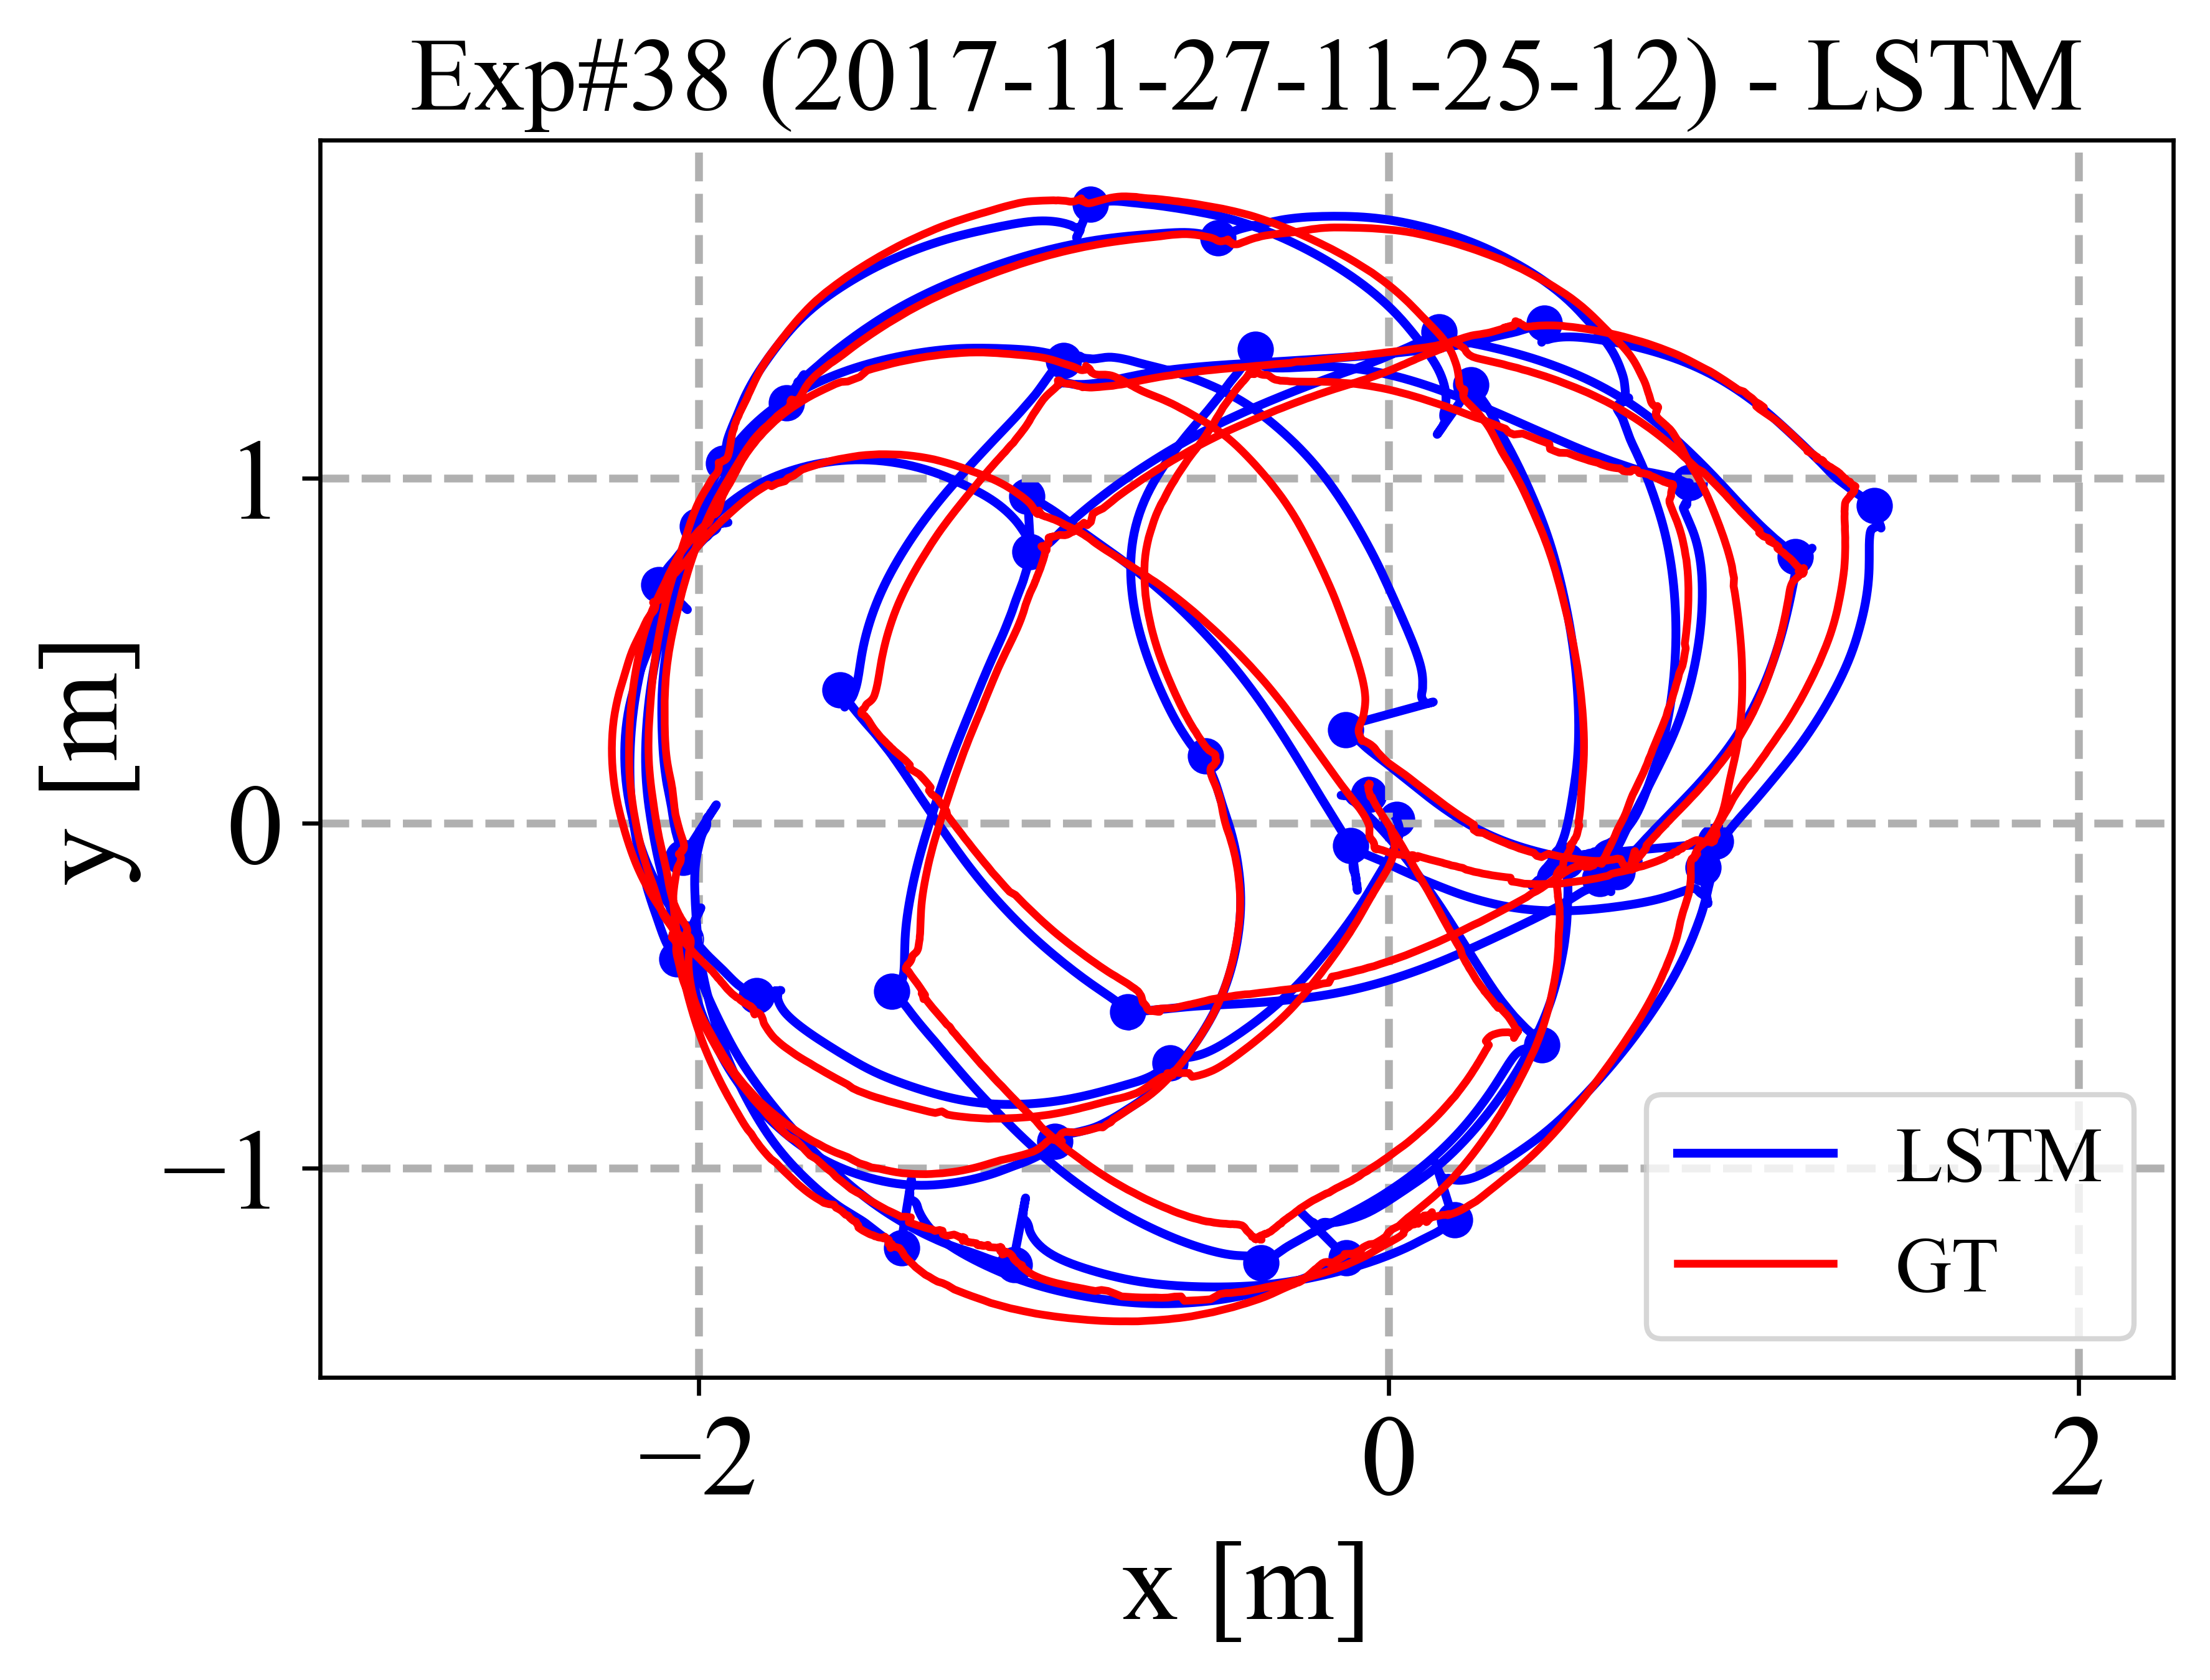 Exp#38 (2017-11-27-11-25-12) - LSTM
1
0
−1
y [m]
LSTM
GT
−2
0
2
x [m]